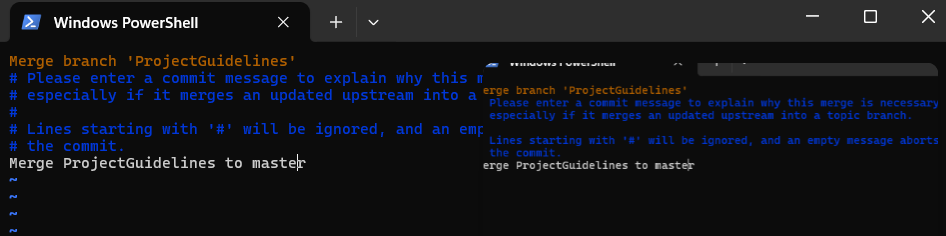 Windows PowerShell
Merge branch 'ProjectGuidelines'
# Please enter a commit message to explain why this m
# especially if it merges an updated upstream into a
#
# Lines starting with '#' will be ignored, and an emp
# the commit.
Merge ProjectGuidelines to master
~
~
~
~
Windows PowerShell
erge branch 'ProjectGuidelines'
Please enter a commit message to explain why this merge is necessary
especially if it merges an updated upstream into a topic branch.
Lines starting with '#' will be ignored, and an empty message aborts
the commit.
erge ProjectGuidelines to master